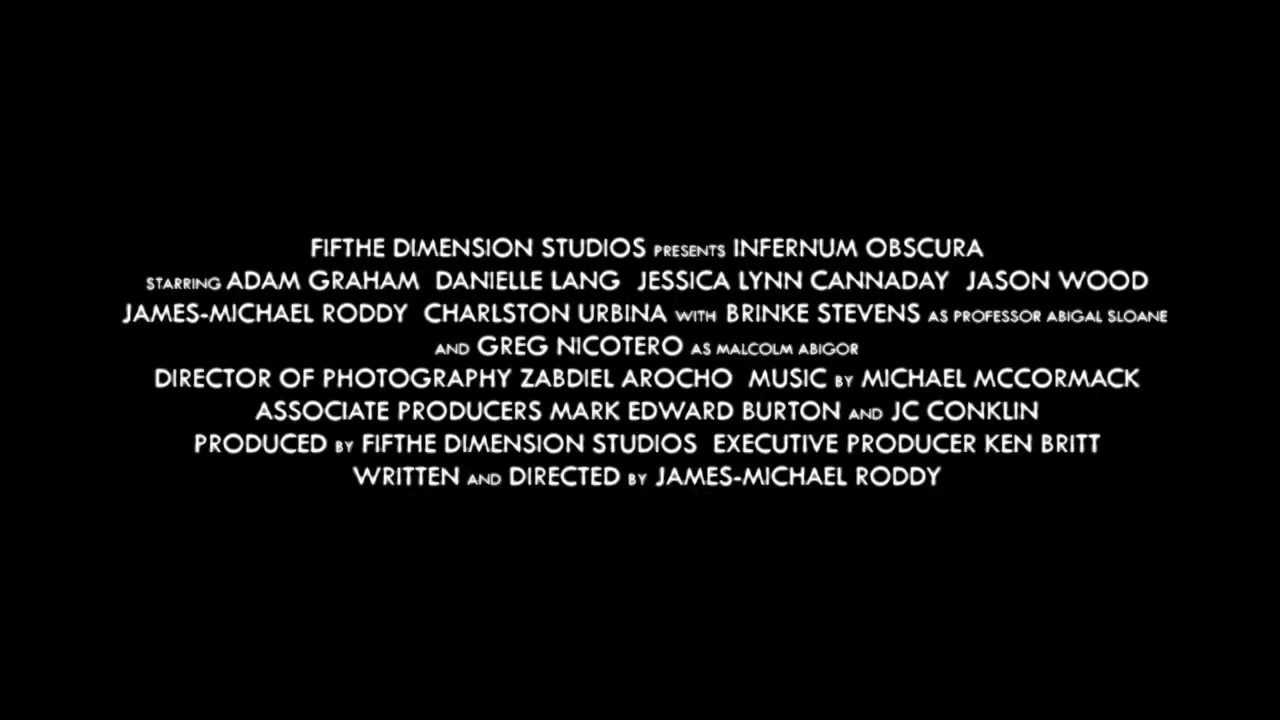 FIFTHE DIMENSION STUDIOS PRESENTS INFERNUM OBSCURA
STARRING ADAM GRAHAM DANIELLE LANG JESSICA LYNN CANNADAY JASON WOOD
JAMES-MICHAEL RODDY CHARLSTON URBINA WITH BRINKE STEVENS AS PROFESSOR ABIGAL SLOANE
AND GREG NICOTERO AS MALCOLM ABIGOR
DIRECTOR OF PHOTOGRAPHY ZABDIEL AROCHO MUSIC BY MICHAEL MCCORMACK
ASSOCIATE PRODUCERS MARK EDWARD BURTON AND JC CONKLIN
PRODUCED BY FIFTHE DIMENSION STUDIOS EXECUTIVE PRODUCER KEN BRITT
WRITTEN AND DIRECTED BY JAMES-MICHAEL RODDY